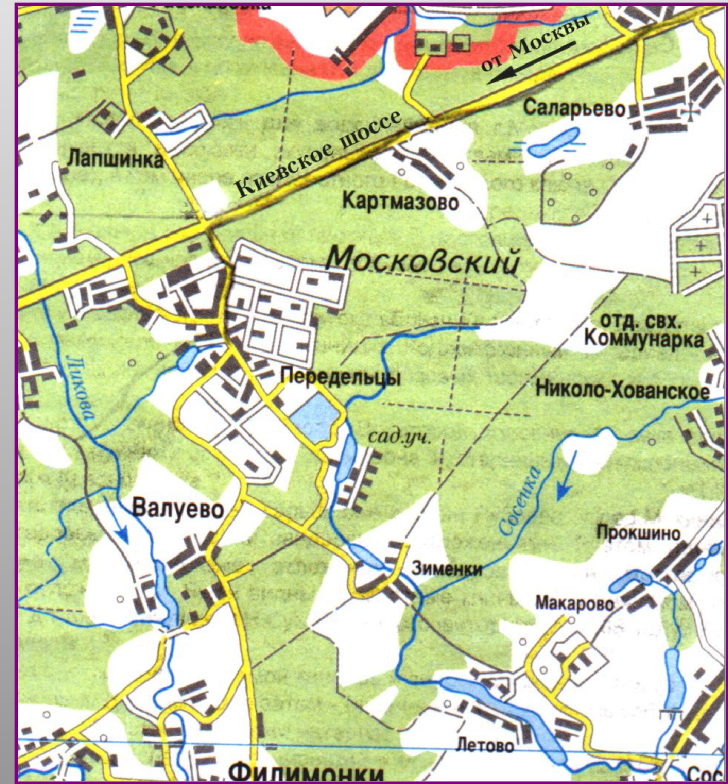 от Москвы
Саларьево
Киевское шоссе
Лапшинка
Картмазово
Московский
отд. свх.
Коммунарка
Ликова
Передельцы
Николо-Хованское
сад.уч.
Сосенка
Валуево
Прокшино
Зименки
Макарово
Летово
Филимонки
Сос